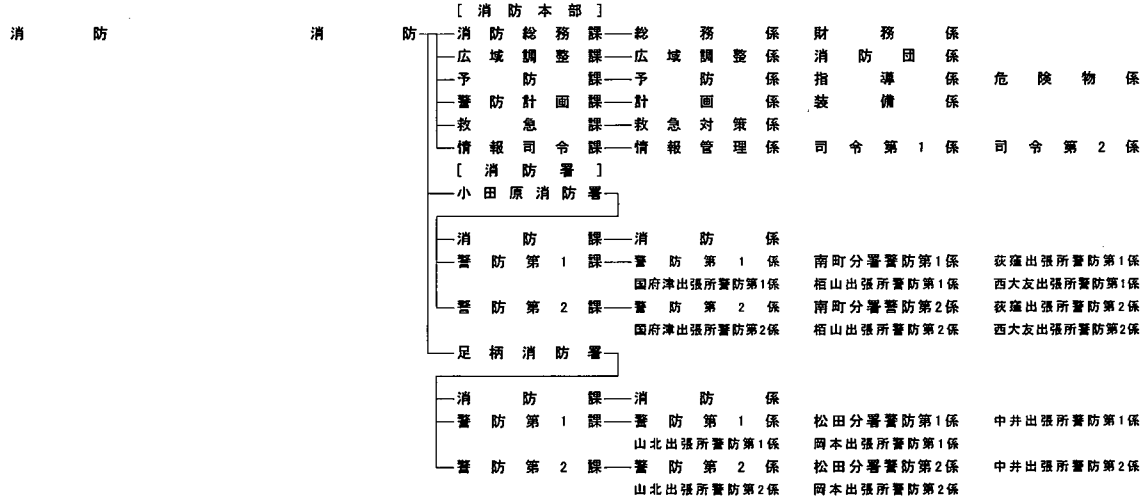 [消防本部]
消防 消防 消防総務課 総務係 財務係
広域調整課 広域調整係 消防団係
予防課 予防係 指導係 危険物係
警防計画課 計画係 装備係
救急課 救急対策係
情報司令課 情報管理係 司令第1係 司令第2係
[消防署]
小田原消防署
消防課 消防係
警防第1課 警防第1係 南町分署警防第1係 荻窪出張所警防第1係
国府津出張所警防第1係 栢山出張所警防第1係 西大友出張所警防第1係
警防第2課 警防第2係 南町分署警防第2係 荻窪出張所警防第2係
国府津出張所警防第2係 栢山出張所警防第2係 西大友出張所警防第2係
足柄消防署
消防課 消防係
警防第1課 警防第1係 松田分署警防第1係 中井出張所警防第1係
山北出張所警防第1係 岡本出張所警防第1係
警防第2課 警防第2係 松田分署警防第2係 中井出張所警防第2係
山北出張所警防第2係 岡本出張所警防第2係